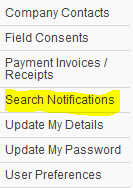 Company Contacts
Field Consents
Payment Invoices /
Receipts
Search Notifications
Update My Details
Update My Password
User Preferences